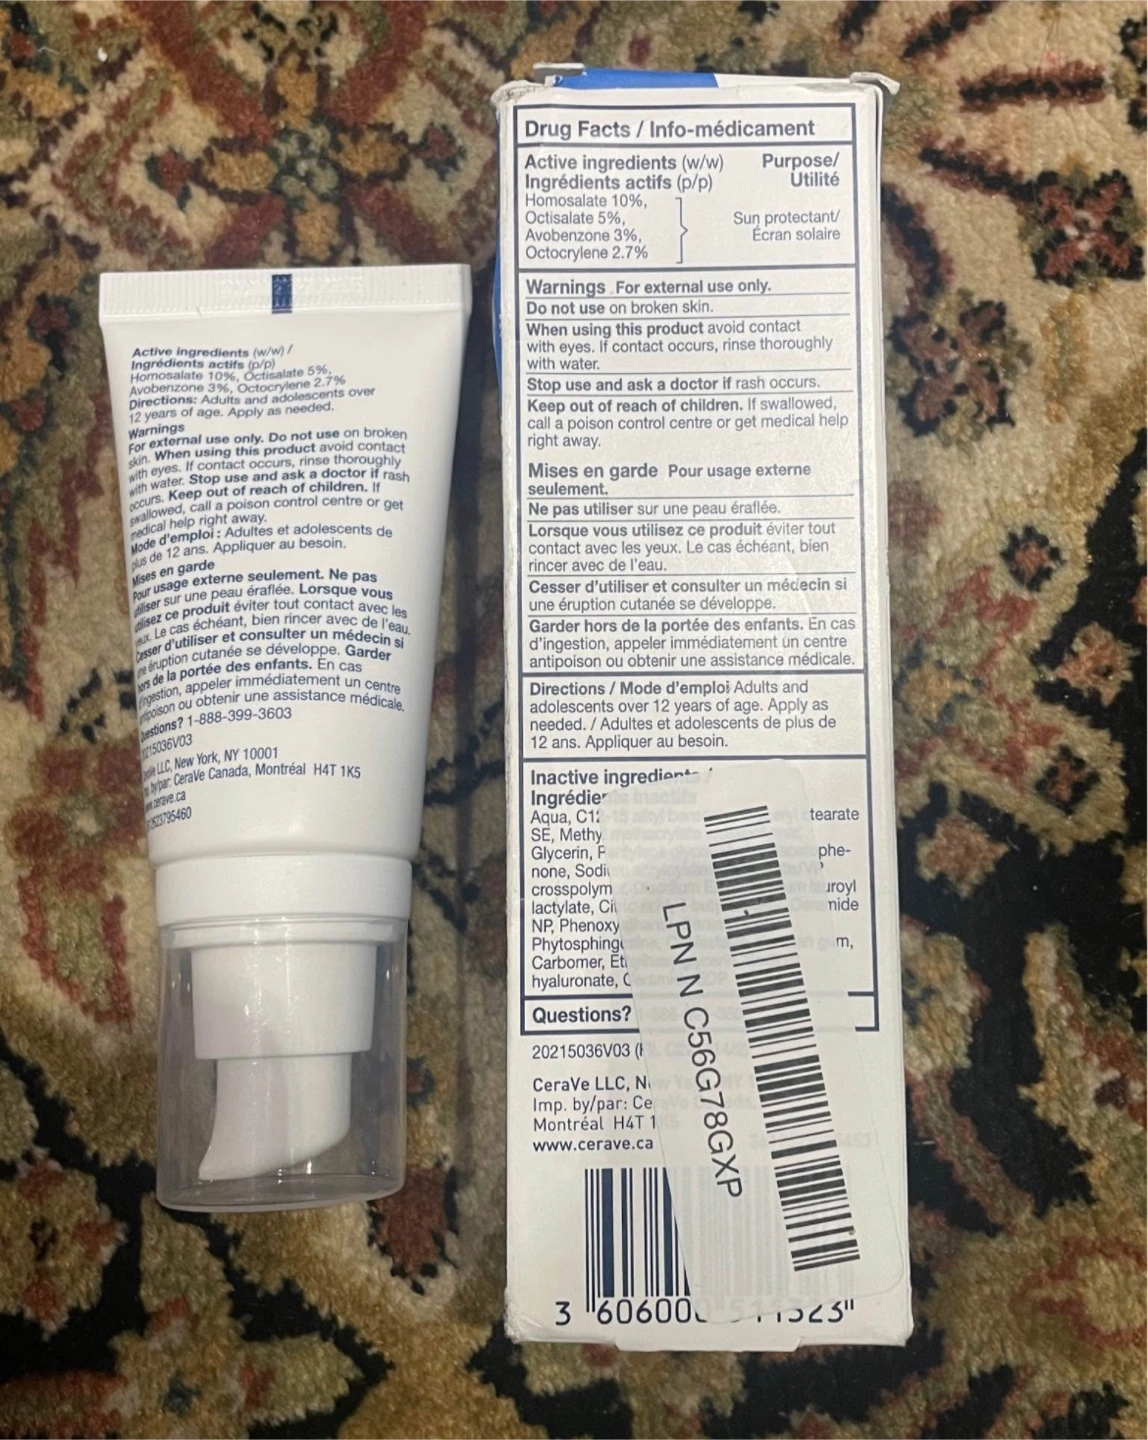 Active ingredients (w/w) /
Ingrédients actifs (p/p)
Homosalate 10%, Octisalate 5%,
Avobenzone 3%, Octocrylene 2.7%
Directions: Adults and adolescents over
12 years of age. Apply as needed.
Warnings
For external use only. Do not use on broken
skin. When using this product avoid contact
with eyes. If contact occurs, rinse thoroughly
with water. Stop use and ask a doctor if rash
occurs. Keep out of reach of children. If
swallowed, call a poison control centre or get
medical help right away.
Mode d'emploi : Adultes et adolescents de
plus de 12 ans. Appliquer au besoin.
Mises en garde
Pour usage externe seulement. Ne pas
utiliser sur une peau éraflée. Lorsque vous
utilisez ce produit éviter tout contact avec les
yeux. Le cas échéant, bien rincer avec de l'eau.
Cesser d'utiliser et consulter un médecin si
une éruption cutanée se développe. Garder
hors de la portée des enfants. En cas
d'ingestion, appeler immédiatement un centre
antipoison ou obtenir une assistance médicale.
Questions? 1-888-399-3603
20215036V03
CeraVe LLC, New York, NY 10001
Imp. by/par: CeraVe Canada, Montréal H4T 1K5
www.cerave.ca
Drug Facts / Info-médicament
Active ingredients (w/w) Purpose/
Ingrédients actifs (p/p) Utilité
Homosalate 10%,
Octisalate 5%, Sun protectant/
Avobenzone 3%, Écran solaire
Octocrylene 2.7%
Warnings For external use only.
Do not use on broken skin.
When using this product avoid contact
with eyes. If contact occurs, rinse thoroughly
with water.
Stop use and ask a doctor if rash occurs.
Keep out of reach of children. If swallowed,
call a poison control centre or get medical help
right away.
Mises en garde Pour usage externe
seulement.
Ne pas utiliser sur une peau éraflée.
Lorsque vous utilisez ce produit éviter tout
contact avec les yeux. Le cas échéant, bien
rincer avec de l'eau.
Cesser d'utiliser et consulter un médecin si
une éruption cutanée se développe.
Garder hors de la portée des enfants. En cas
d'ingestion, appeler immédiatement un centre
antipoison ou obtenir une assistance médicale.
Directions / Mode d'emploi Adults and
adolescents over 12 years of age. Apply as
needed. / Adultes et adolescents de plus de
12 ans. Appliquer au besoin.
Inactive ingredients /
Ingrédients inactifs
Aqua, C12-15 alkyl tearate
SE, Methy
Glycerin, phe-
none, Sodi
crosspolym uroyl
lactylate, Cit mide
NP, Phenoxy
Phytosphingo m,
Carbomer, Et
hyaluronate,
Questions?
20215036V03
CeraVe LLC, N
Imp. by/par: Ce
Montréal H4T 1
www.cerave.ca
LPN N C56G78GXP
3 606000